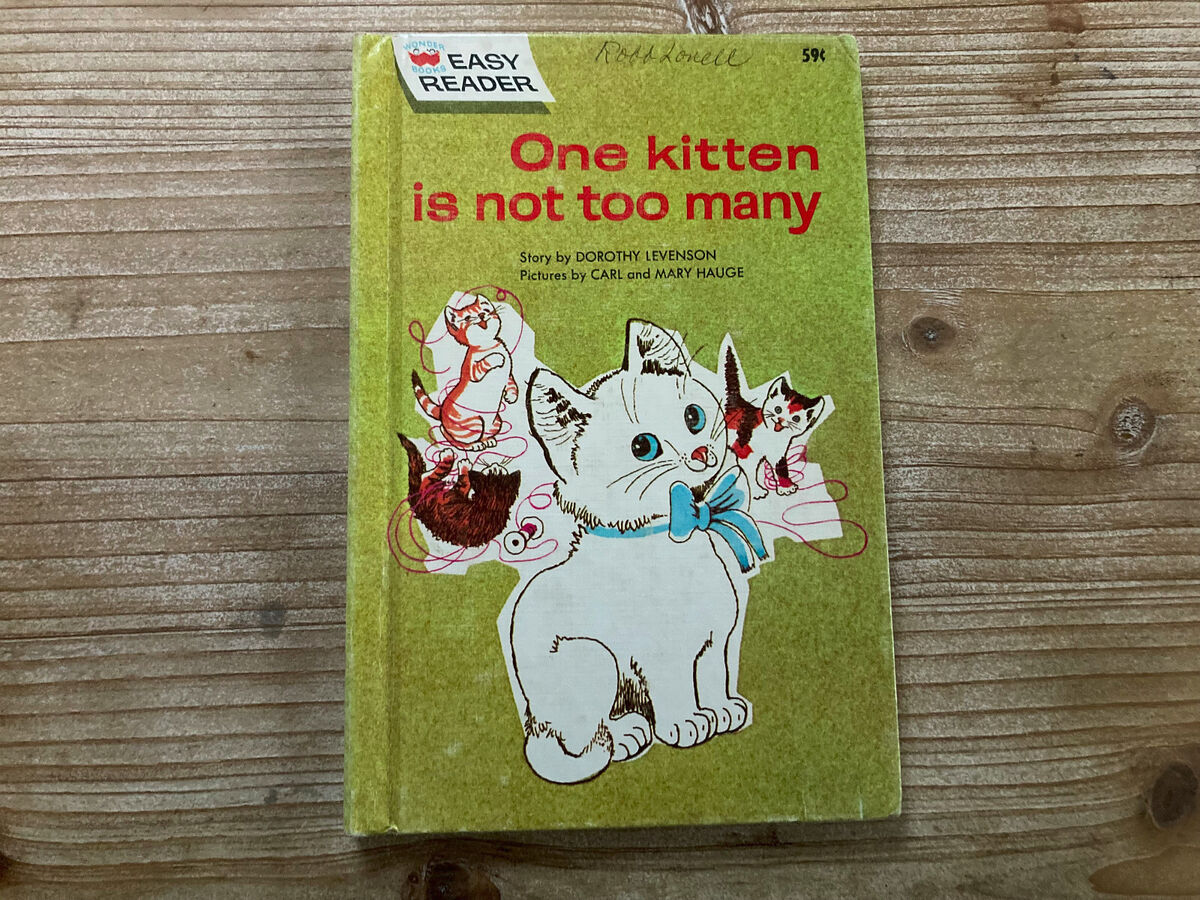 WONDER
BOOKS
EASY
READER
Robb Lovell
59¢
One kitten
is not too many
Story by DOROTHY LEVENSON
Pictures by CARL and MARY HAUGE